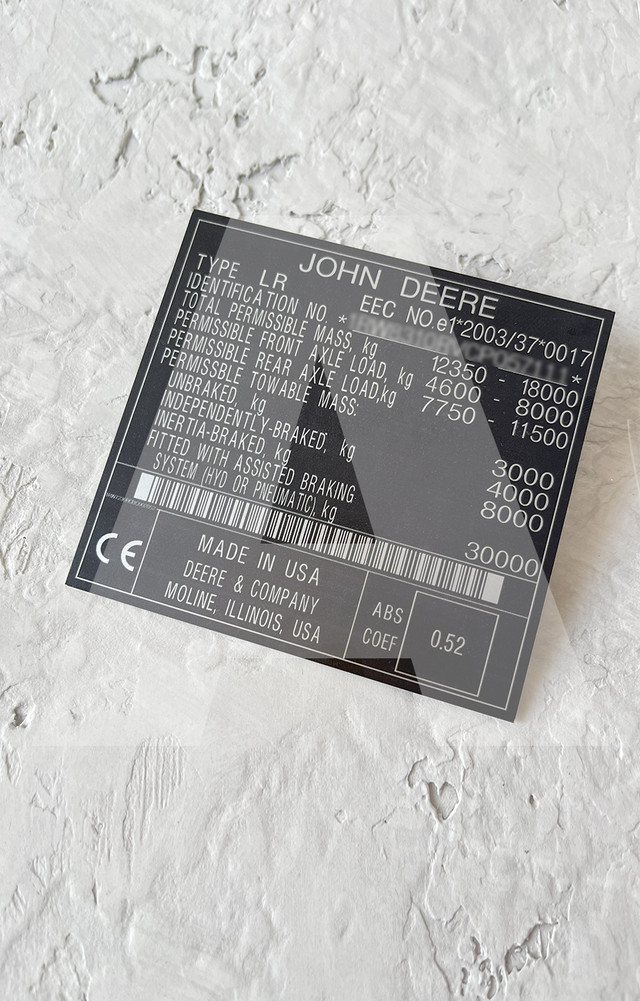 JOHN DEERE
TYPE LR EEC NO.e1*2003/37*0017
IDENTIFICATION NO. * *
TOTAL PERMISSIBLE MASS, kg 12350 - 18000
PERMISSIBLE FRONT AXLE LOAD, kg 4600 - 8000
PERMISSIBLE REAR AXLE LOAD,kg 7750 - 11500
PERMISSBLE TOWABLE MASS:
UNBRAKED, kg 3000
INDEPENDENTLY-BRAKED, kg 4000
INERTIA-BRAKED, kg 8000
FITTED WITH ASSISTED BRAKING
SYSTEM (HYD OR PNEUMATIC), kg 30000
CE
MADE IN USA
DEERE & COMPANY
MOLINE, ILLINOIS, USA
ABS
COEF
0.52